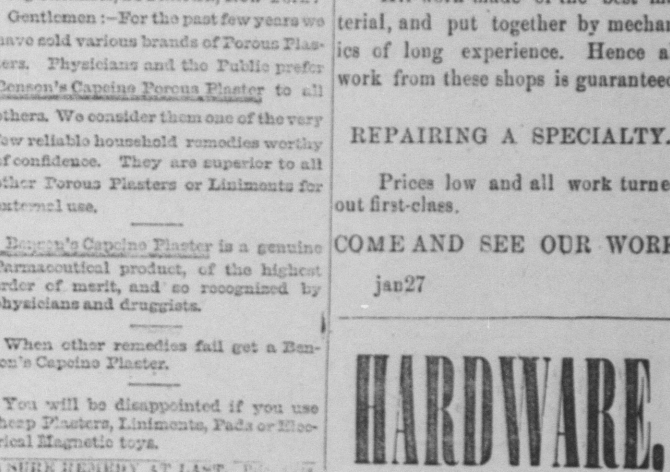 Gentlemen:—For the past few years we
have sold various brands of Porous Plas-
ters. Physicians and the Public prefer
Benson's Capcine Porous Plaster to all
others. We consider them one of the very
few reliable household remedies worthy
of confidence. They are superior to all
other Porous Plasters or Liniments for
external use.
Benson's Capcine Plaster is a genuine
Farmaceutical product, of the highest
order of merit, and so recognized by
physicians and druggists.
When other remedies fail get a Ben-
son's Capcine Plaster.
You will be disappointed if you use
cheap Plasters, Liniments, Pads or Elec-
trical Magnetic toys.
SURE REMEDY AT LAST.
terial, and put together by mechan
ics of long experience. Hence a
work from these shops is guaranteed
REPAIRING A SPECIALTY.
Prices low and all work turne
out first-class.
COME AND SEE OUR WORK
jan27
HARDWARE.